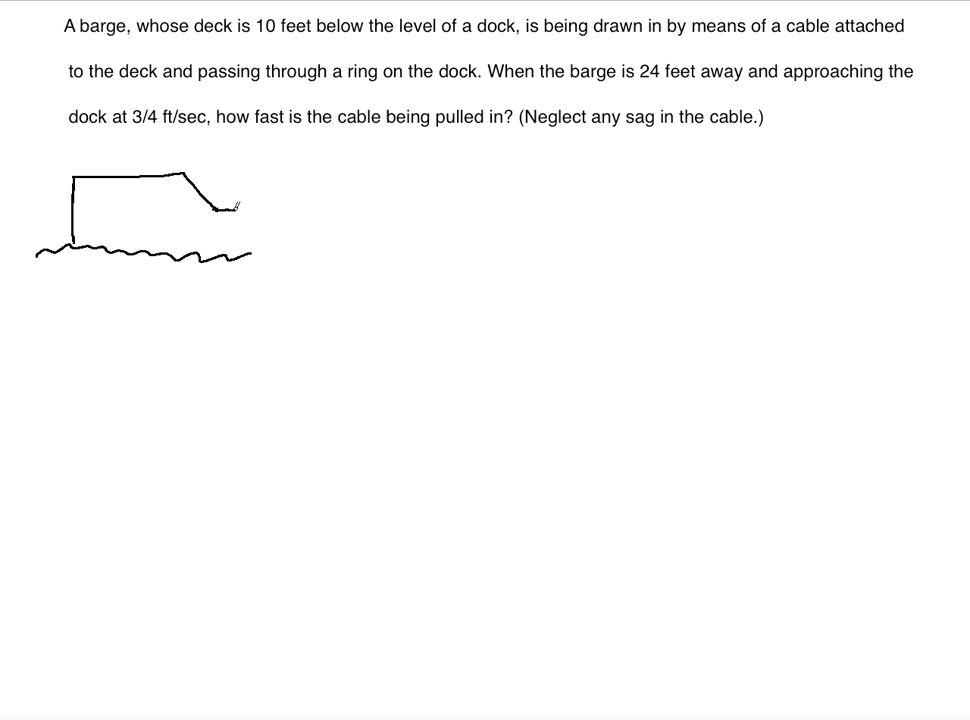 A barge, whose deck is 10 feet below the level of a dock, is being drawn in by means of a cable attached
to the deck and passing through a ring on the dock. When the barge is 24 feet away and approaching the
dock at 3/4 ft/sec, how fast is the cable being pulled in? (Neglect any sag in the cable.)